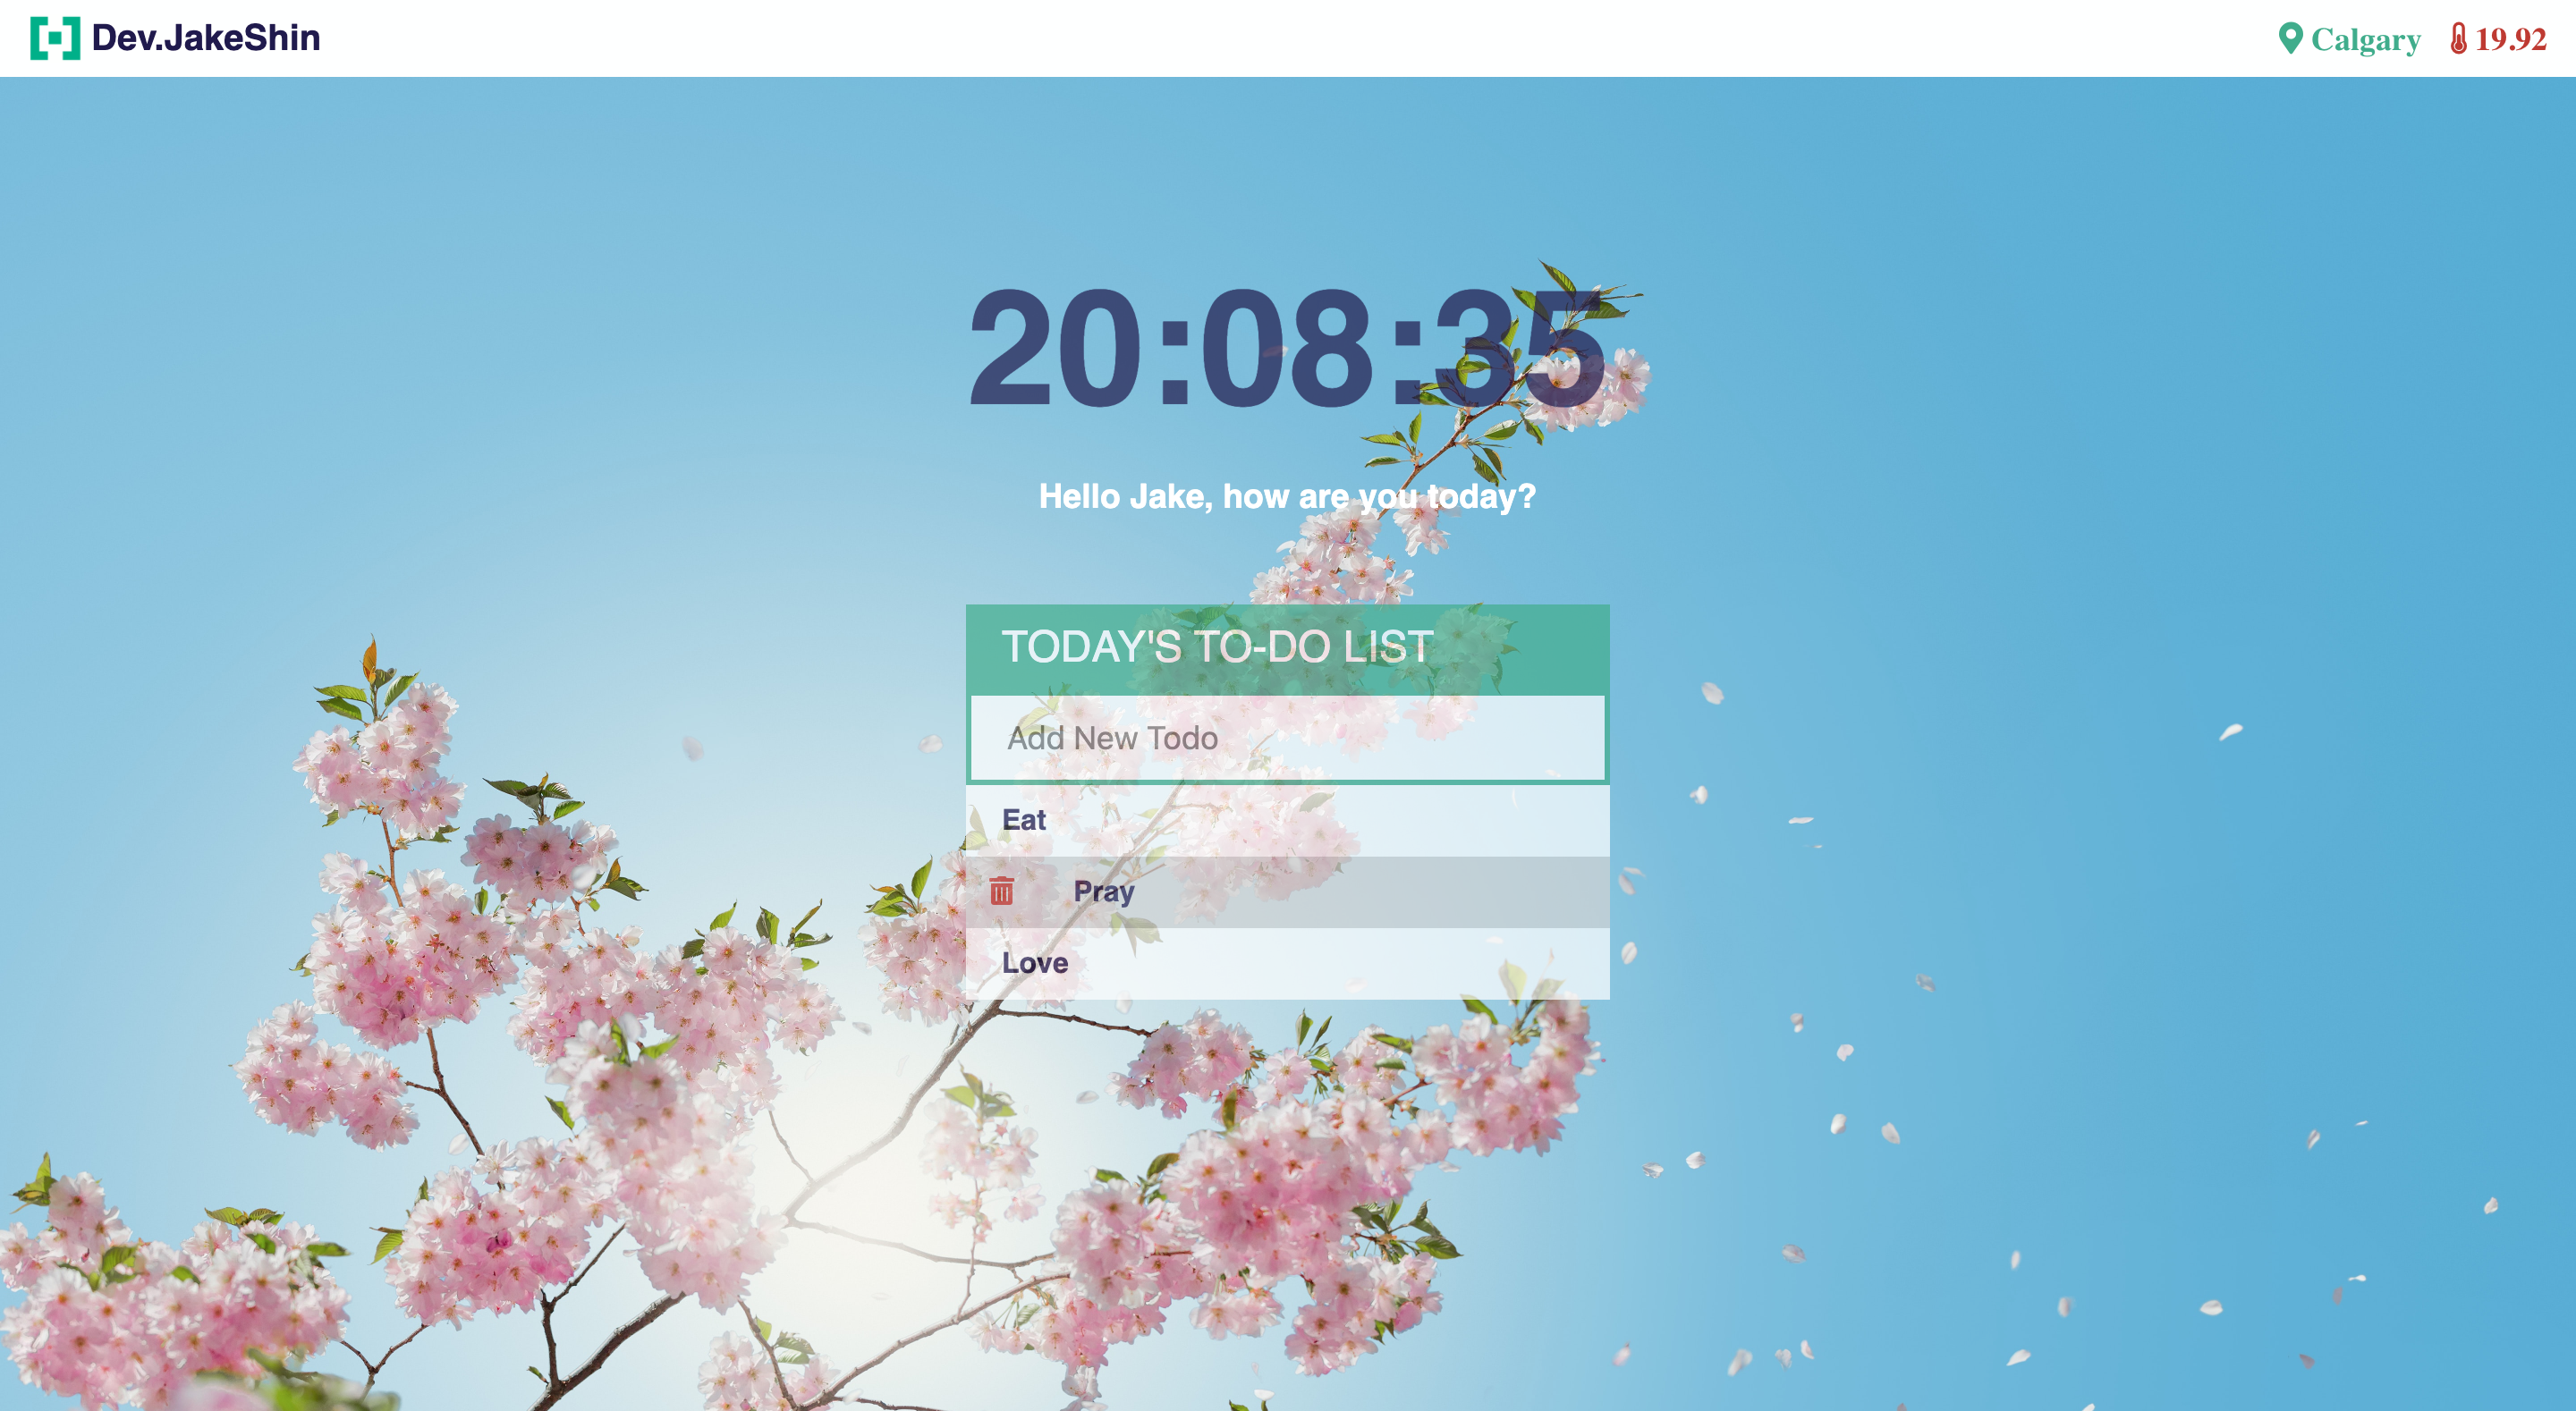 Dev.JakeShin
Calgary 19.92
20:08:35
Hello Jake, how are you today?
TODAY'S TO-DO LIST
Add New Todo
Eat
Pray
Love